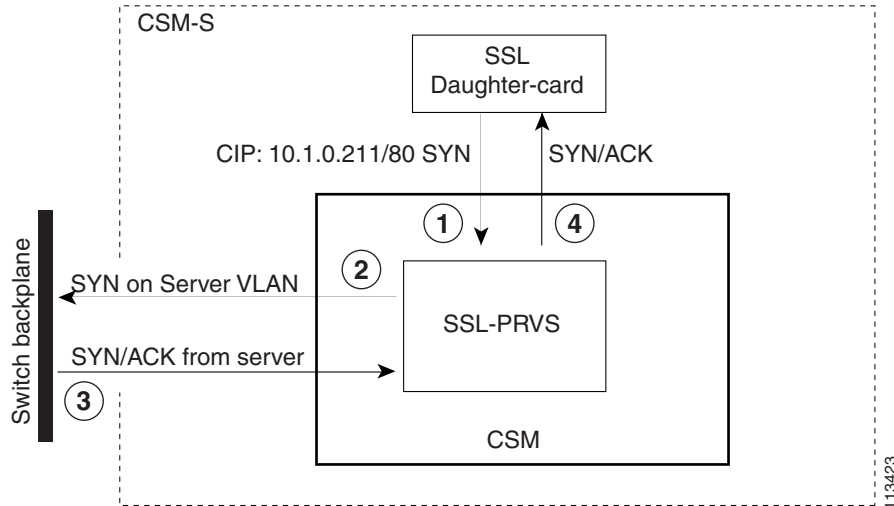 CSM-S
SSL
Daughter-card
CIP: 10.1.0.211/80 SYN
SYN/ACK
1
4
2
SYN on Server VLAN
SSL-PRVS
SYN/ACK from server
3
CSM
Switch backplane
113423